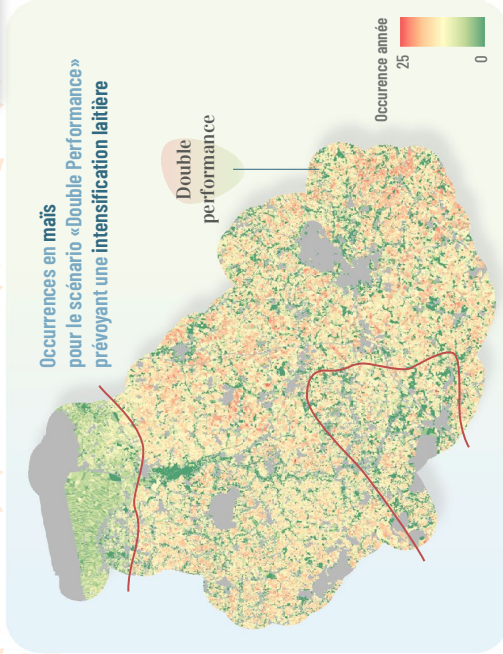 Occurrences en maïs
pour le scénario «Double Performance»
prévoyant une intensification laitière
Double
performance
Occurence année
25
0